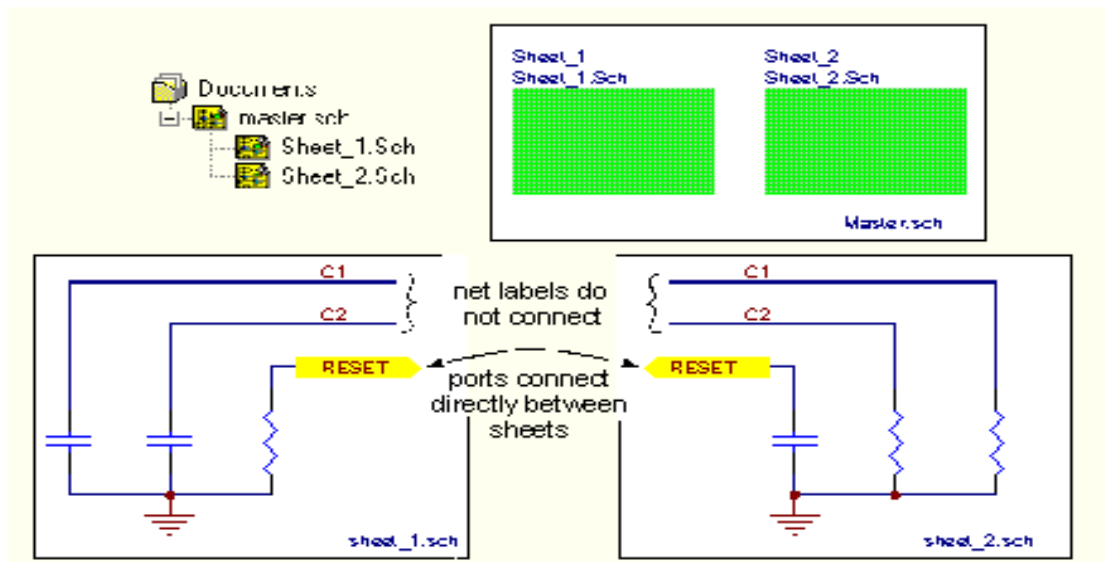 Documents
master.sch
Sheet_1.Sch
Sheet_2.Sch
Sheet_1
Sheet_1.Sch
Sheet_2
Sheet_2.Sch
Master.sch
C1
C2
RESET
sheet_1.sch
net labels do
not connect
ports connect
directly between
sheets
C1
C2
RESET
sheet_2.sch